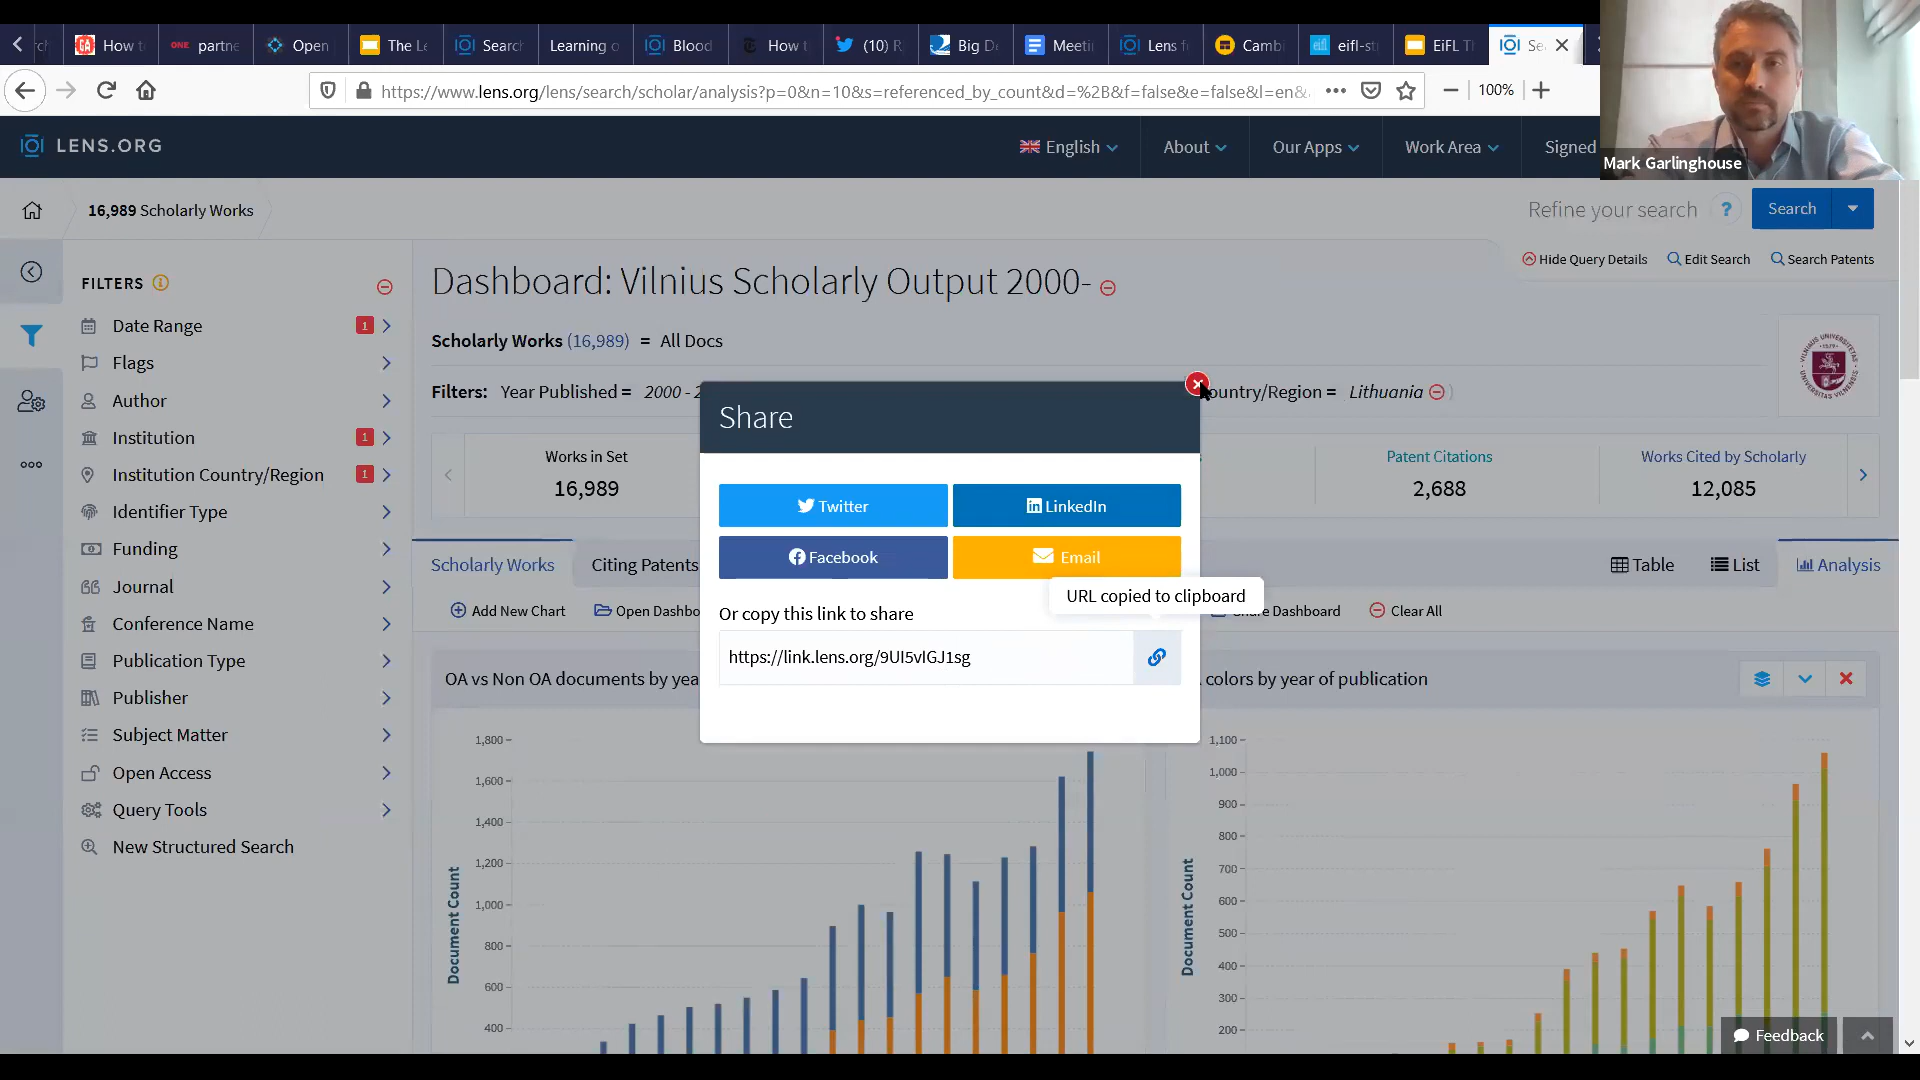 How t
ONE partne
Open
The Le
Search
Learning o
Blood
How t
(10) R
Big D
Meeti
Lens f
Camb
eifl-st
EiFL T
Se
https://www.lens.org/lens/search/scholar/analysis?p=0&n=10&s=referenced_by_count&d=%2B&f=false&e=false&l=en&
100%
Mark Garlinghouse
LENS.ORG
English
About
Our Apps
Work Area
Signed
16,989 Scholarly Works
Refine your search
?
Search
Hide Query Details
Edit Search
Search Patents
FILTERS
Date Range 1
Flags
Author
Institution 1
Institution Country/Region 1
Identifier Type
Funding
Journal
Conference Name
Publication Type
Publisher
Subject Matter
Open Access
Query Tools
New Structured Search
Dashboard: Vilnius Scholarly Output 2000-
Scholarly Works (16,989) = All Docs
Filters: Year Published = 2000 - 2
ountry/Region = Lithuania )
Works in Set
16,989
Patent Citations
2,688
Works Cited by Scholarly
12,085
Scholarly Works
Citing Patents
Table
List
Analysis
Add New Chart
Open Dashbo
Share Dashboard
Clear All
Share
Twitter
LinkedIn
Facebook
Email
URL copied to clipboard
Or copy this link to share
https://link.lens.org/9UI5vIGJ1sg
OA vs Non OA documents by yea
colors by year of publication
Document Count
1,800
1,600
1,400
1,200
1,000
800
600
400
Document Count
1,100
1,000
900
800
700
600
500
400
300
200
Feedback